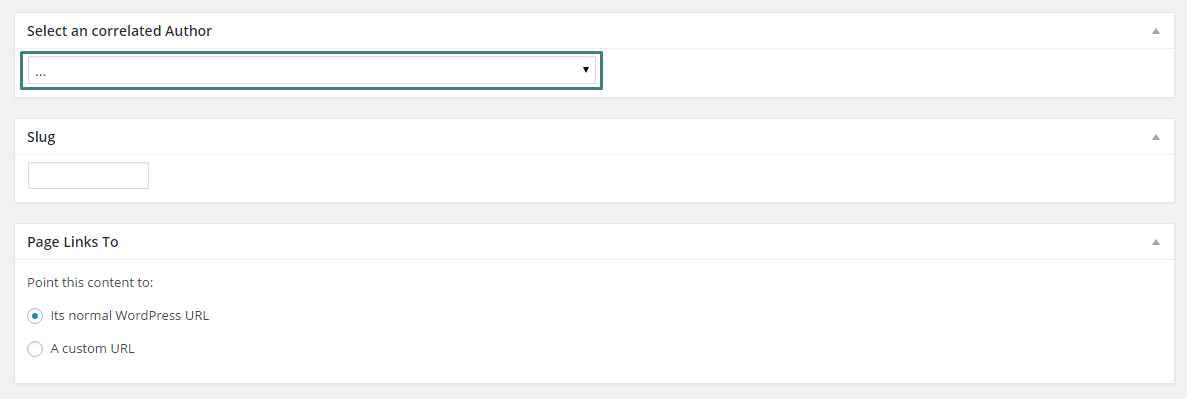 Select an correlated Author
...
Slug
Page Links To
Point this content to:
Its normal WordPress URL
A custom URL